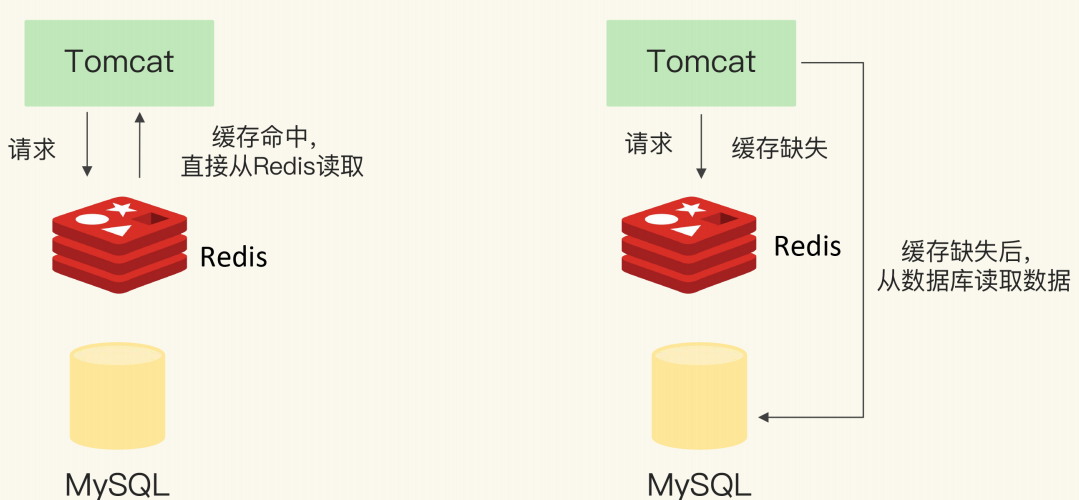 Tomcat
请求
缓存命中，
直接从Redis读取
Redis
MySQL
Tomcat
请求
缓存缺失
Redis
缓存缺失后，
从数据库读取数据
MySQL